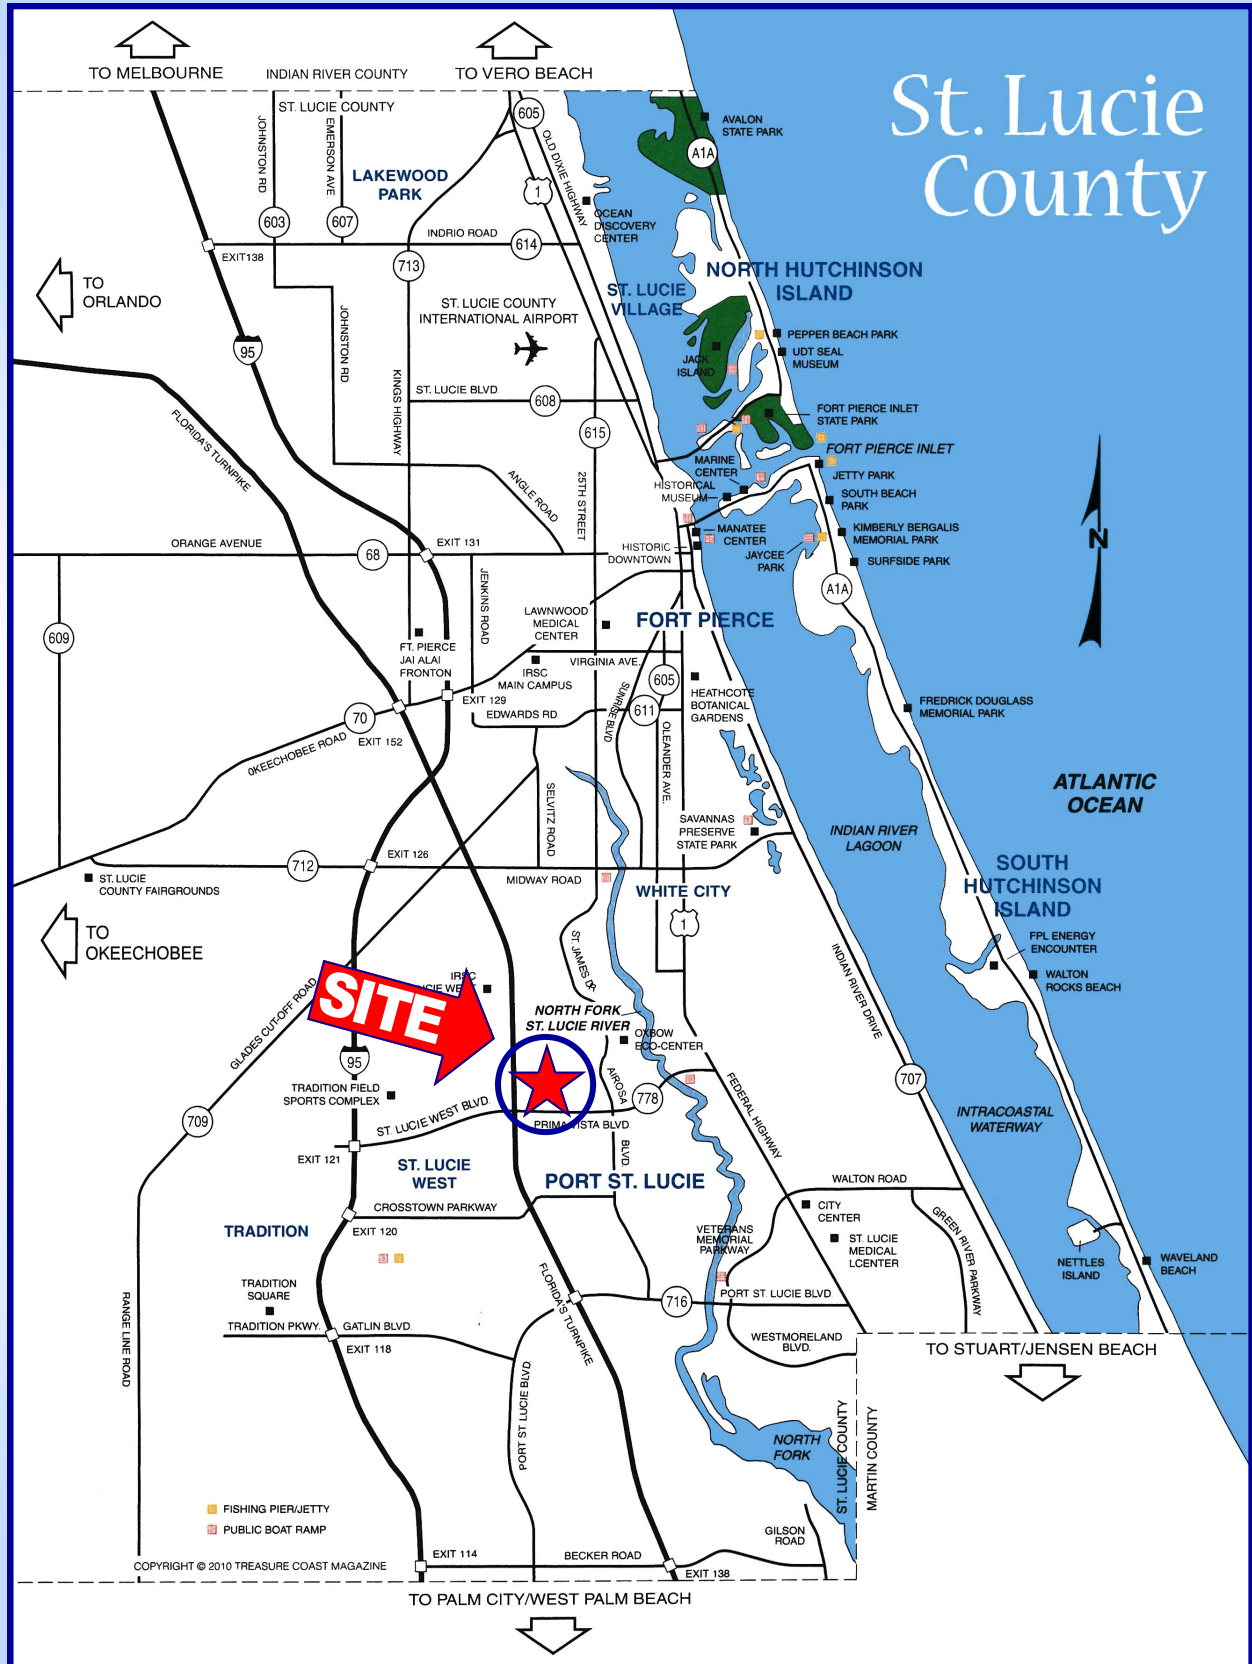 St. Lucie
County
TO MELBOURNE
INDIAN RIVER COUNTY
TO VERO BEACH
ST. LUCIE COUNTY
605
JOHNSTON RD
EMERSON AVE.
OLD DIXIE HIGHWAY
AVALON
STATE PARK
A1A
LAKEWOOD
PARK
1
603
607
OCEAN
DISCOVERY
CENTER
INDRIO ROAD
614
EXIT138
713
TO
ORLANDO
NORTH HUTCHINSON
ISLAND
ST. LUCIE
VILLAGE
ST. LUCIE COUNTY
INTERNATIONAL AIRPORT
JOHNSTON RD.
95
PEPPER BEACH PARK
UDT SEAL
MUSEUM
JACK
ISLAND
KINGS HIGHWAY
ST. LUCIE BLVD
608
FLORIDA'S TURNPIKE
615
FORT PIERCE INLET
STATE PARK
FORT PIERCE INLET
MARINE
CENTER
JETTY PARK
HISTORICAL
MUSEUM
25TH STREET
ANGLE ROAD
SOUTH BEACH
PARK
N
KIMBERLY BERGALIS
MEMORIAL PARK
MANATEE
CENTER
ORANGE AVENUE
68
EXIT 131
HISTORIC
DOWNTOWN
JAYCEE
PARK
SURFSIDE PARK
A1A
JENKINS ROAD
609
LAWNWOOD
MEDICAL
CENTER
FORT PIERCE
FT. PIERCE
JAI ALAI
FRONTON
VIRGINIA AVE.
IRSC
MAIN CAMPUS
605
HEATHCOTE
BOTANICAL
GARDENS
SUNRISE BLVD
611
EXIT 129
EDWARDS RD
70
EXIT 152
OKEECHOBEE ROAD
OLEANDER AVE.
FREDRICK DOUGLASS
MEMORIAL PARK
ATLANTIC
OCEAN
SELVITZ ROAD
SAVANNAS
PRESERVE
STATE PARK
INDIAN RIVER
LAGOON
EXIT 126
712
ST. LUCIE
COUNTY FAIRGROUNDS
MIDWAY ROAD
WHITE CITY
SOUTH
HUTCHINSON
ISLAND
1
TO
OKEECHOBEE
ST. JAMES DR.
INDIAN RIVER DRIVE
FPL ENERGY
ENCOUNTER
WALTON
ROCKS BEACH
SITE
GLADES CUT-OFF ROAD
NORTH FORK
ST. LUCIE RIVER
OXBOW
ECO-CENTER
95
TRADITION FIELD
SPORTS COMPLEX
AIROSA
BLVD.
778
FEDERAL HIGHWAY
707
709
ST. LUCIE WEST BLVD.
PRIMA VISTA BLVD.
INTRACOASTAL
WATERWAY
EXIT 121
ST. LUCIE
WEST
PORT ST. LUCIE
WALTON ROAD
CROSSTOWN PARKWAY
CITY
CENTER
TRADITION
EXIT 120
VETERANS
MEMORIAL
PARKWAY
ST. LUCIE
MEDICAL
LCENTER
GREEN RIVER PARKWAY
NETTLES
ISLAND
WAVELAND
BEACH
TRADITION
SQUARE
FLORIDA'S TURNPIKE
716
PORT ST. LUCIE BLVD.
RANGE LINE ROAD
TRADITION PKWY.
GATLIN BLVD.
EXIT 118
WESTMORELAND
BLVD.
TO STUART/JENSEN BEACH
PORT ST LUCIE BLVD
NORTH
FORK
ST. LUCIE COUNTY
MARTIN COUNTY
FISHING PIER/JETTY
PUBLIC BOAT RAMP
GILSON
ROAD
COPYRIGHT © 2010 TREASURE COAST MAGAZINE
EXIT 114
BECKER ROAD
EXIT 138
TO PALM CITY/WEST PALM BEACH